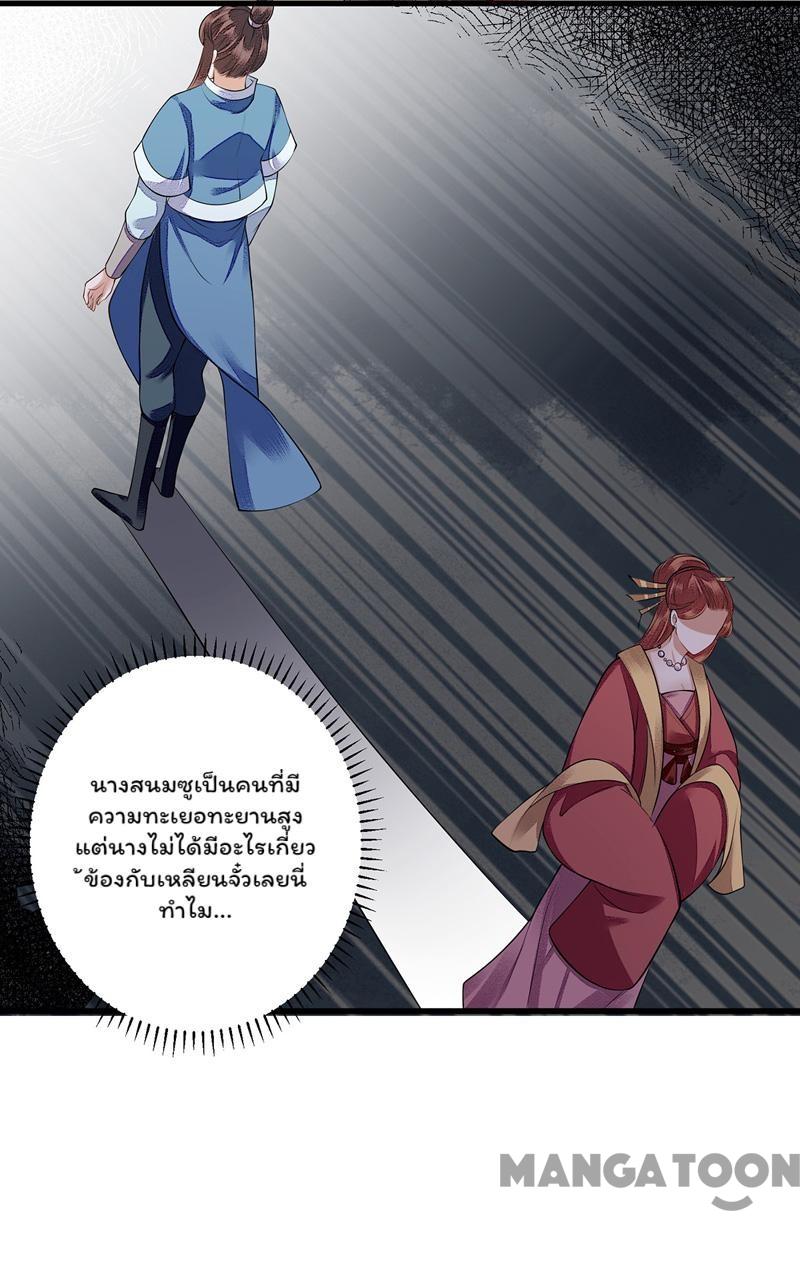 นางสนมซูเป็นคนที่มี
ความทะเยอทะยานสูง
แต่นางไม่ได้มีอะไรเกี่ยว
้ข้องกับเหลียนจิ๋วเลยนี่
ทำไม...
MANGATOON